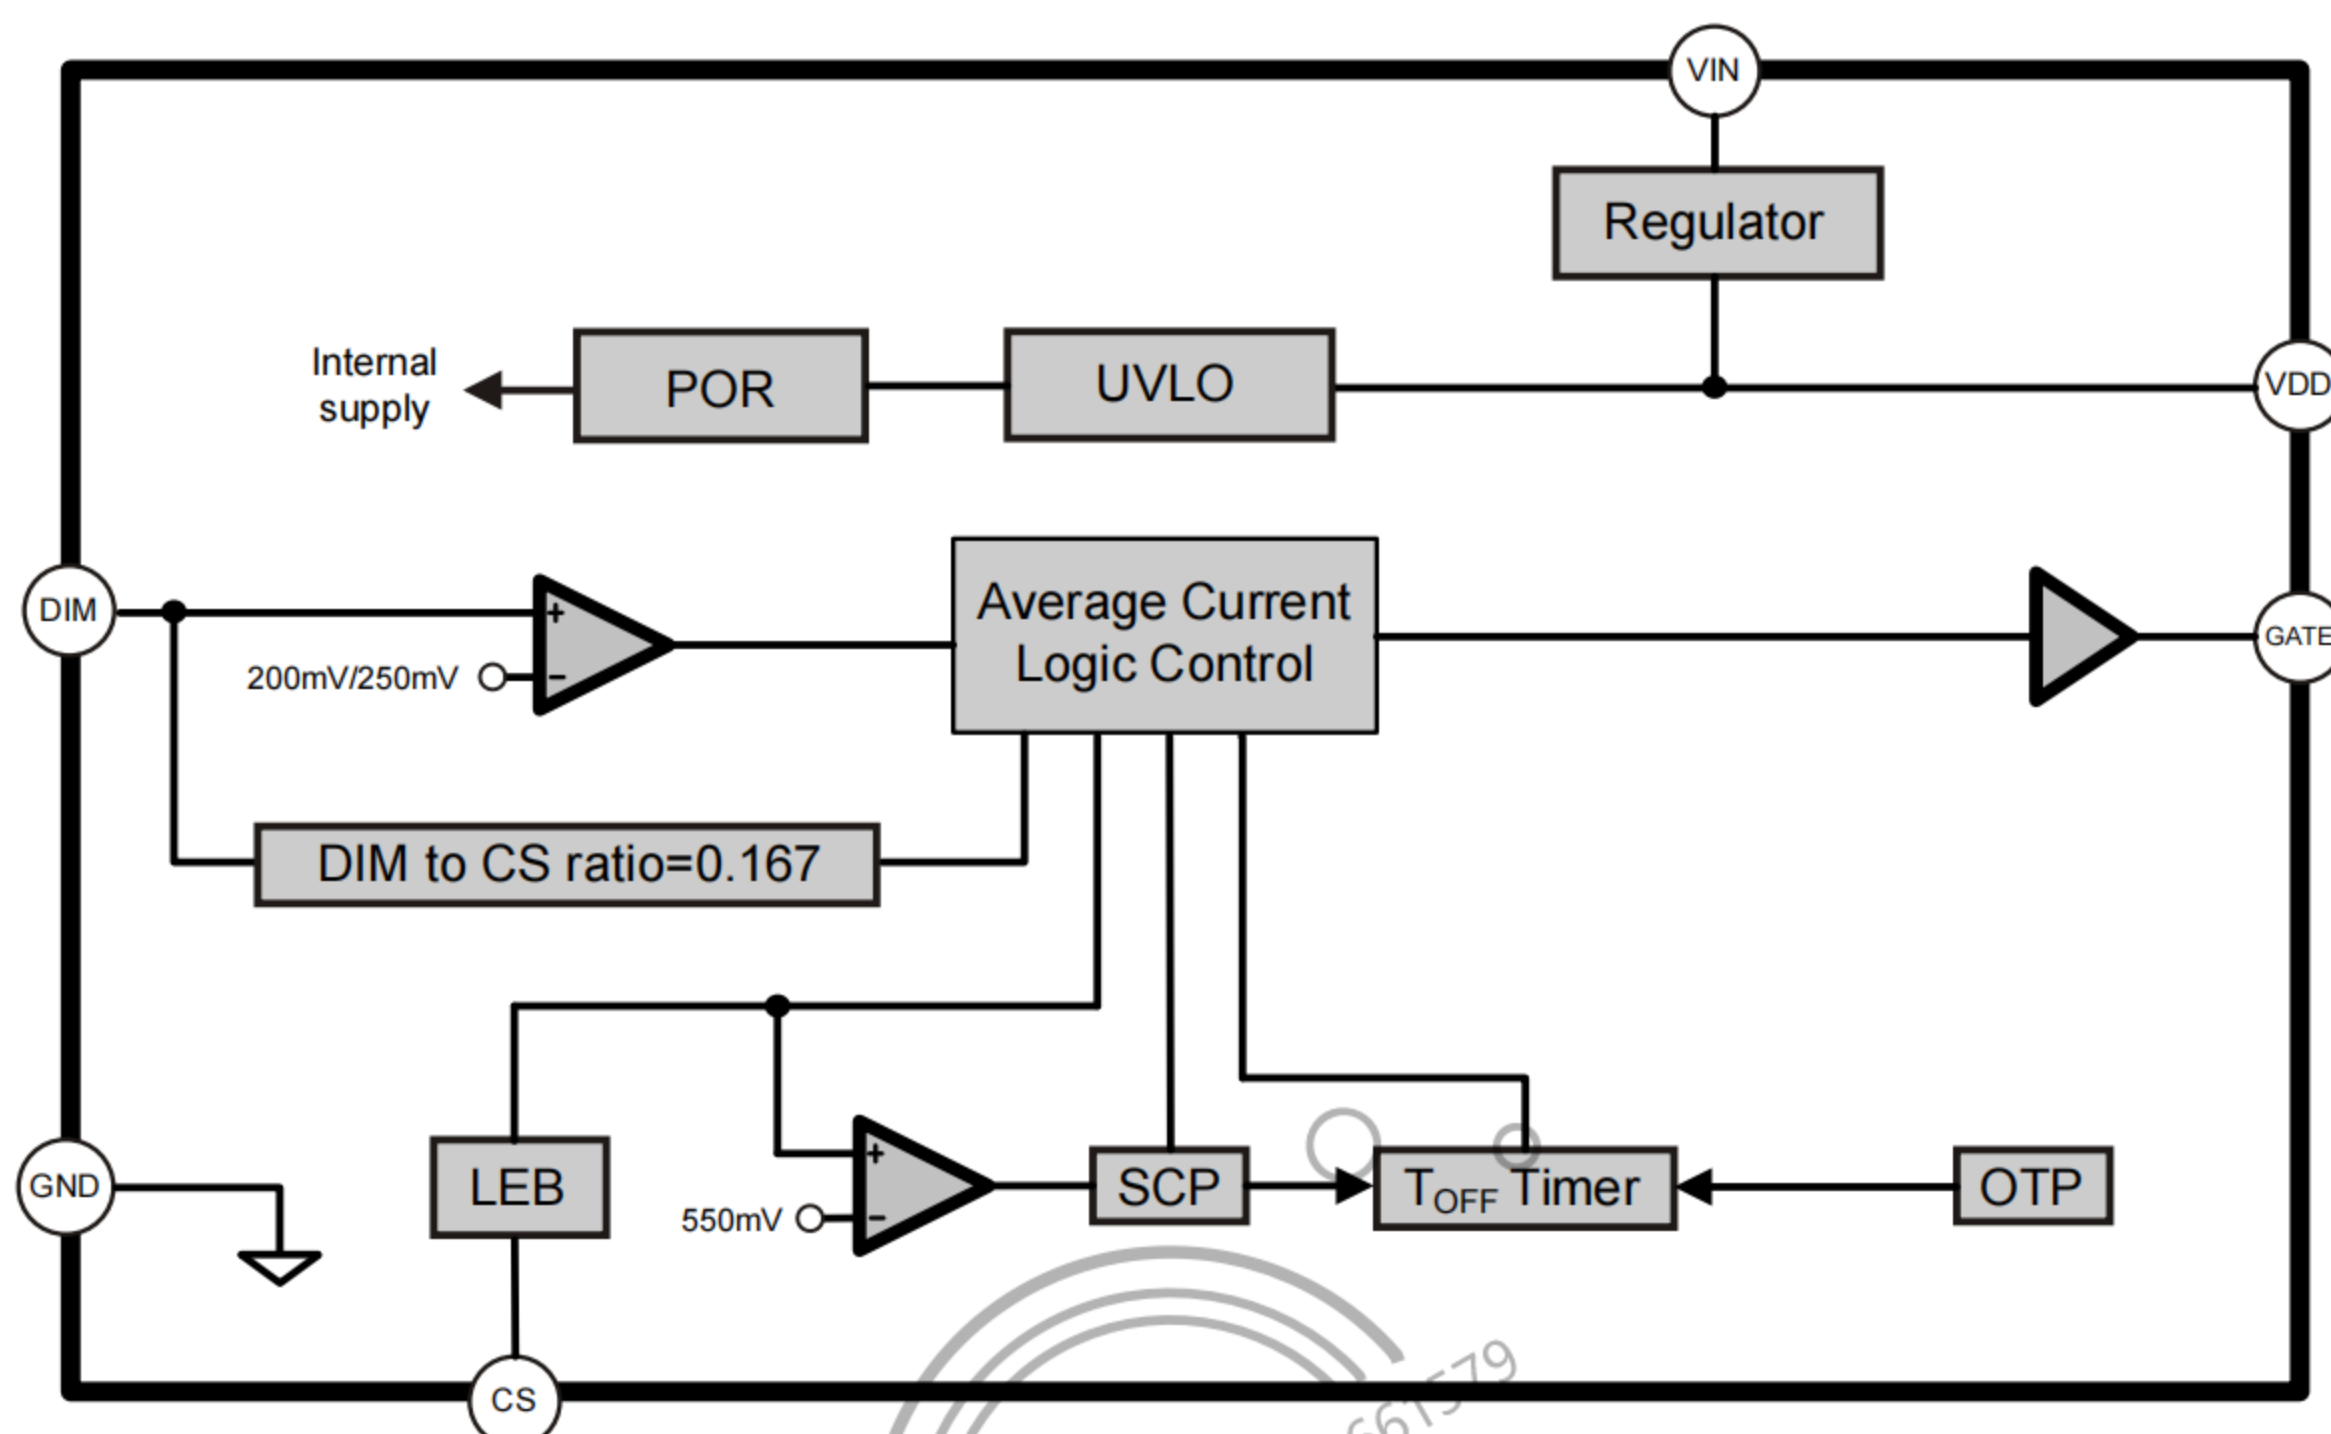 VIN
Regulator
Internal
supply
POR
UVLO
VDD
DIM
+
200mV/250mV
−
Average Current
Logic Control
GATE
DIM to CS ratio=0.167
GND
LEB
+
550mV
−
SCP
TOFF Timer
OTP
CS
661579